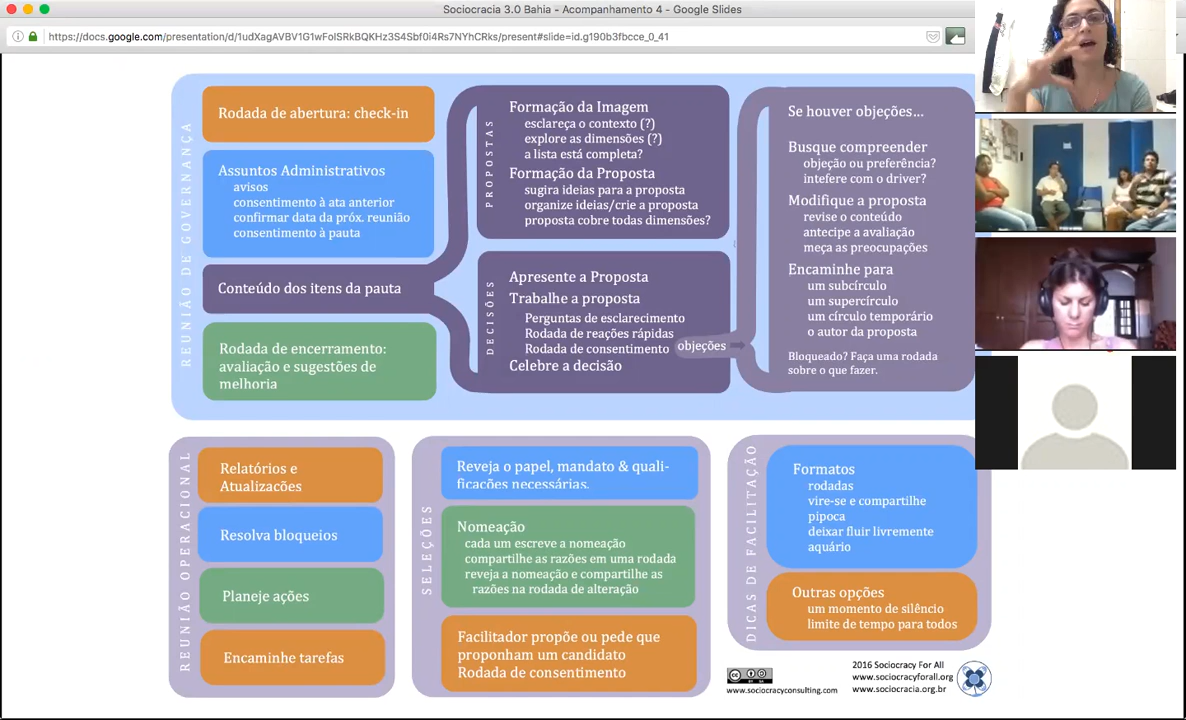 Sociocracia 3.0 Bahia - Acompanhamento 4 - Google Slides
https://docs.google.com/presentation/d/1udXagAVBV1G1wFolSRkBQKHz3S4Sbf0i4Rs7NYhCRks/present#slide=id.g190b3fbcce_0_41
REUNIÃO DE GOVERNANÇA
Rodada de abertura: check-in
Assuntos Administrativos
avisos
consentimento à ata anterior
confirmar data da próx. reunião
consentimento à pauta
Conteúdo dos itens da pauta
Rodada de encerramento:
avaliação e sugestões de
melhoria
PROPOSTAS
Formação da Imagem
esclareça o contexto (?)
explore as dimensões (?)
a lista está completa?
Formação da Proposta
sugira ideias para a proposta
organize ideias/crie a proposta
proposta cobre todas dimensões?
DECISÕES
Apresente a Proposta
Trabalhe a proposta
Perguntas de esclarecimento
Rodada de reações rápidas
Rodada de consentimento
objeções
Celebre a decisão
Se houver objeções...
Busque compreender
objeção ou preferência?
intefere com o driver?
Modifique a proposta
revise o conteúdo
antecipe a avaliação
meça as preocupações
Encaminhe para
um subcírculo
um supercírculo
um círculo temporário
o autor da proposta
Bloqueado? Faça uma rodada
sobre o que fazer.
REUNIÃO OPERACIONAL
Relatórios e
Atualizacões
Resolva bloqueios
Planeje ações
Encaminhe tarefas
SELEÇÕES
Reveja o papel, mandato & quali-
ficações necessárias.
Nomeação
cada um escreve a nomeação
compartilhe as razões em uma rodada
reveja a nomeação e compartilhe as
razões na rodada de alteração
Facilitador propõe ou pede que
proponham um candidato
Rodada de consentimento
DICAS DE FACILITAÇÃO
Formatos
rodadas
vire-se e compartilhe
pipoca
deixar fluir livremente
aquário
Outras opções
um momento de silêncio
limite de tempo para todos
cc
BY SA
www.sociocracyconsulting.com
2016 Sociocracy For All
www.sociocracyforall.org
www.sociocracia.org.br